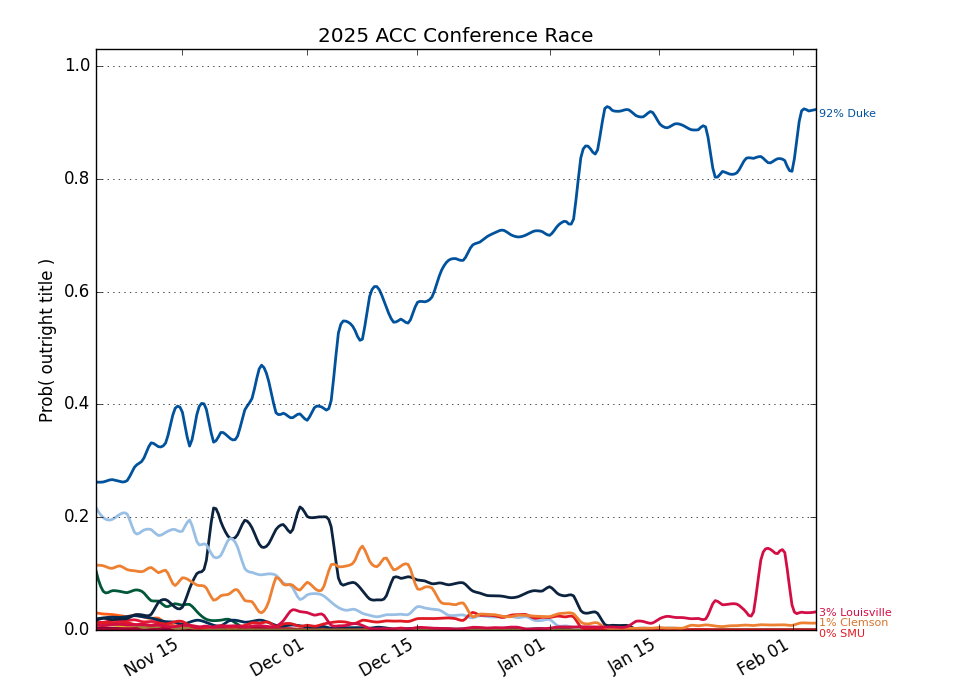 2025 ACC Conference Race
Prob( outright title )
1.0
0.8
0.6
0.4
0.2
0.0
92% Duke
3% Louisville
1% Clemson
0% SMU
Nov 15
Dec 01
Dec 15
Jan 01
Jan 15
Feb 01